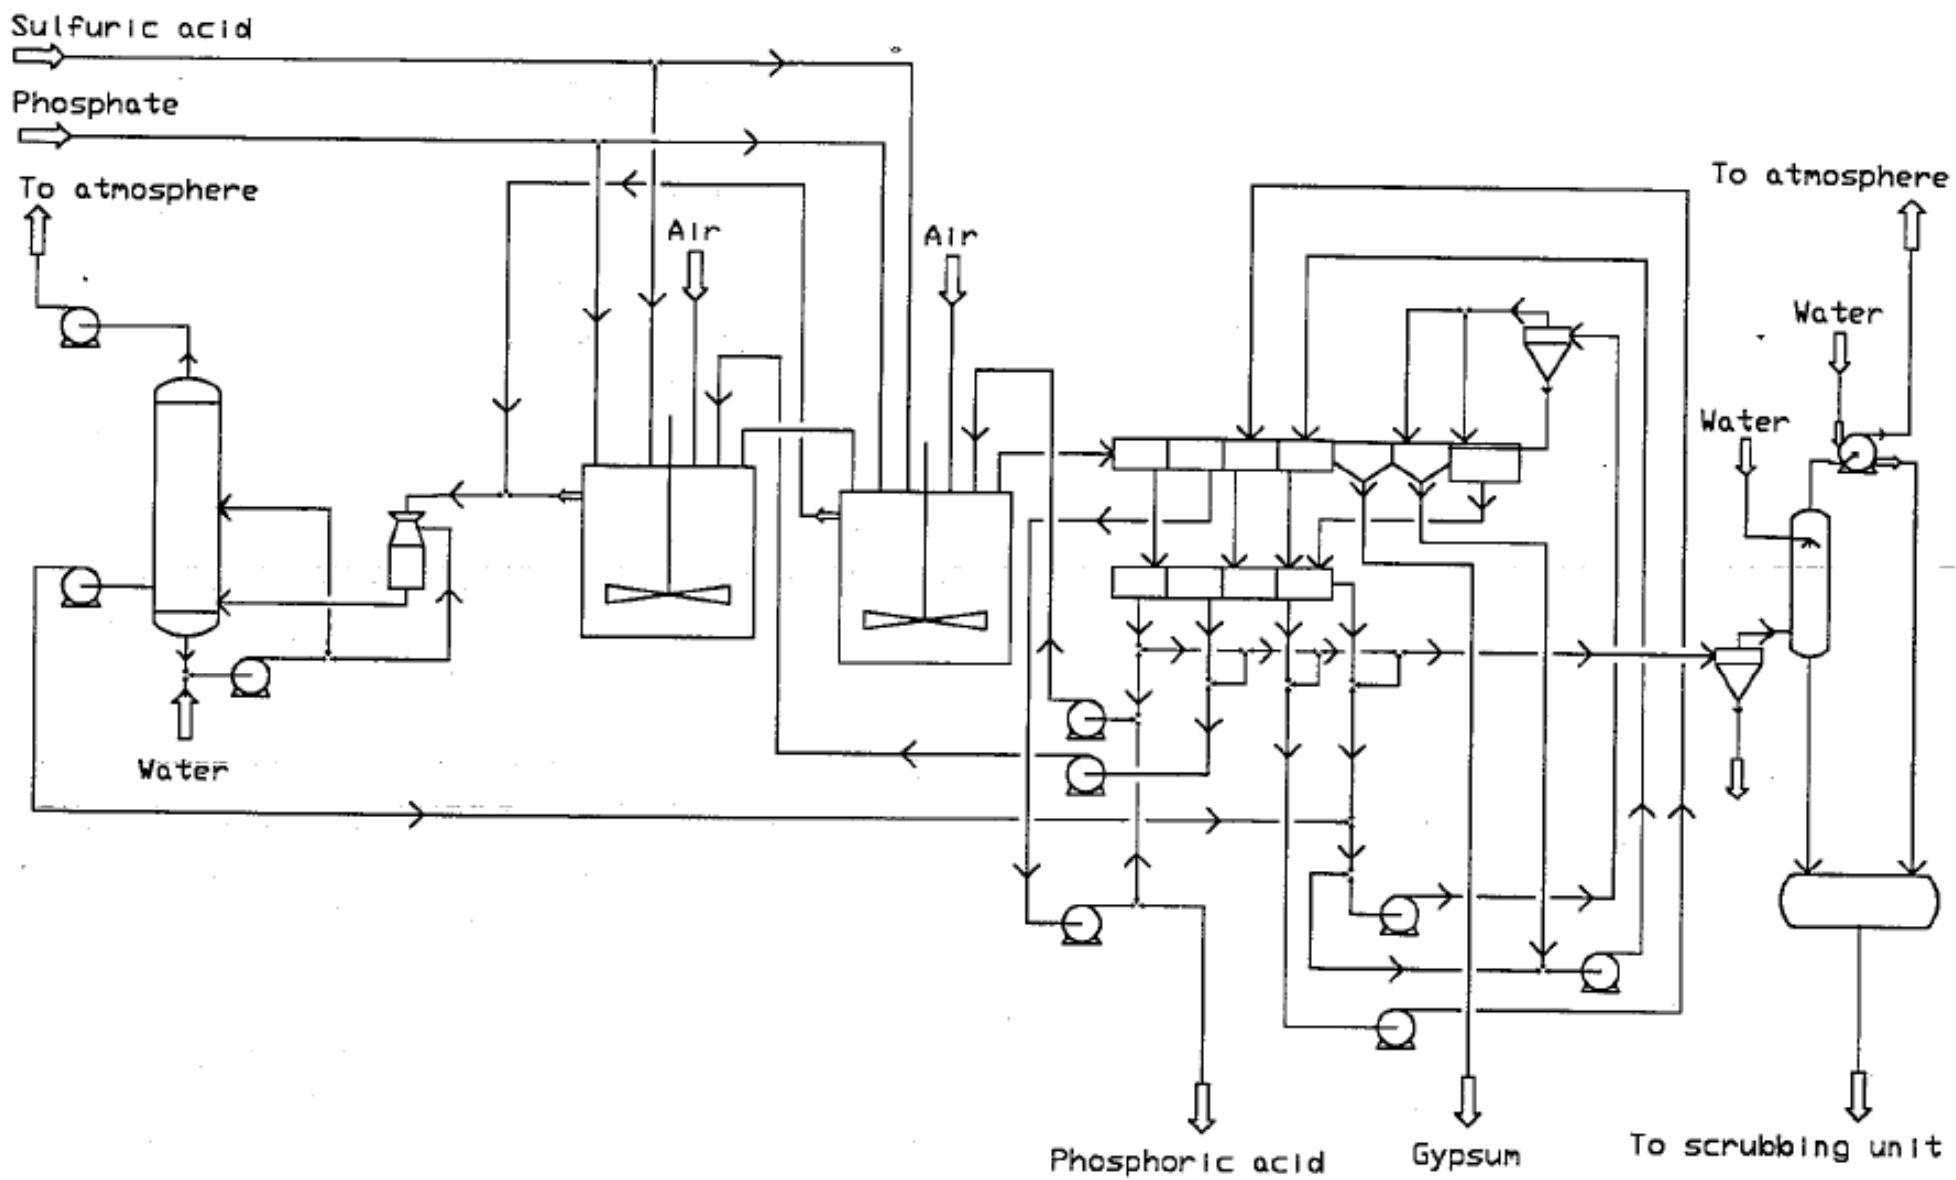 Sulfuric acid
Phosphate
To atmosphere
To atmosphere
Air
Air
Water
Water
Water
Phosphoric acid
Gypsum
To scrubbing unit